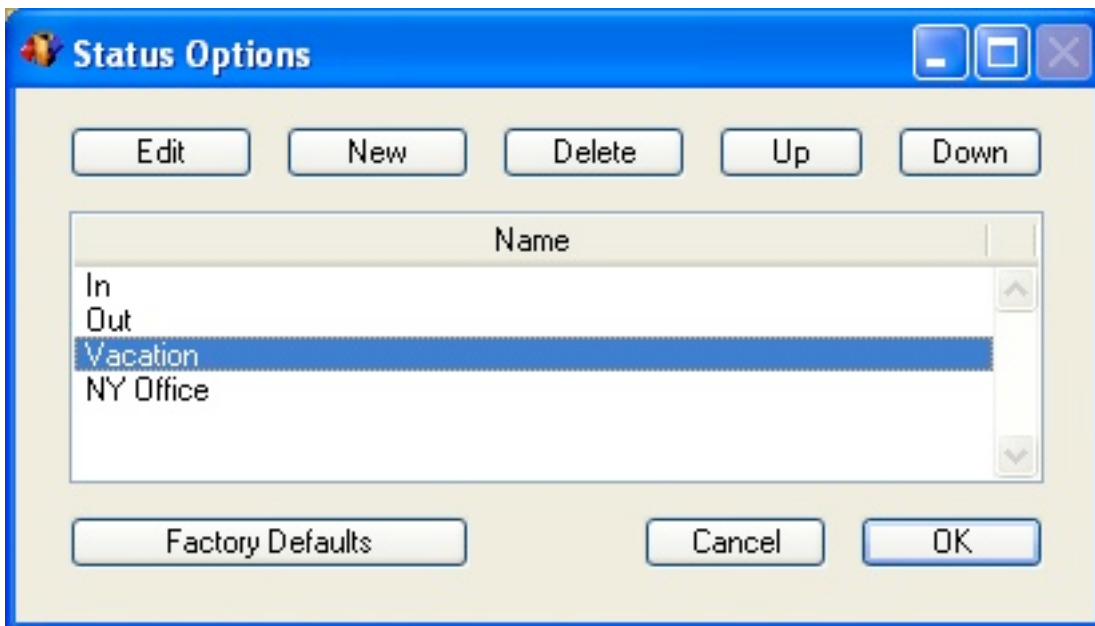 Status Options
Edit New Delete Up Down
Name
In
Out
Vacation
NY Office
Factory Defaults Cancel OK